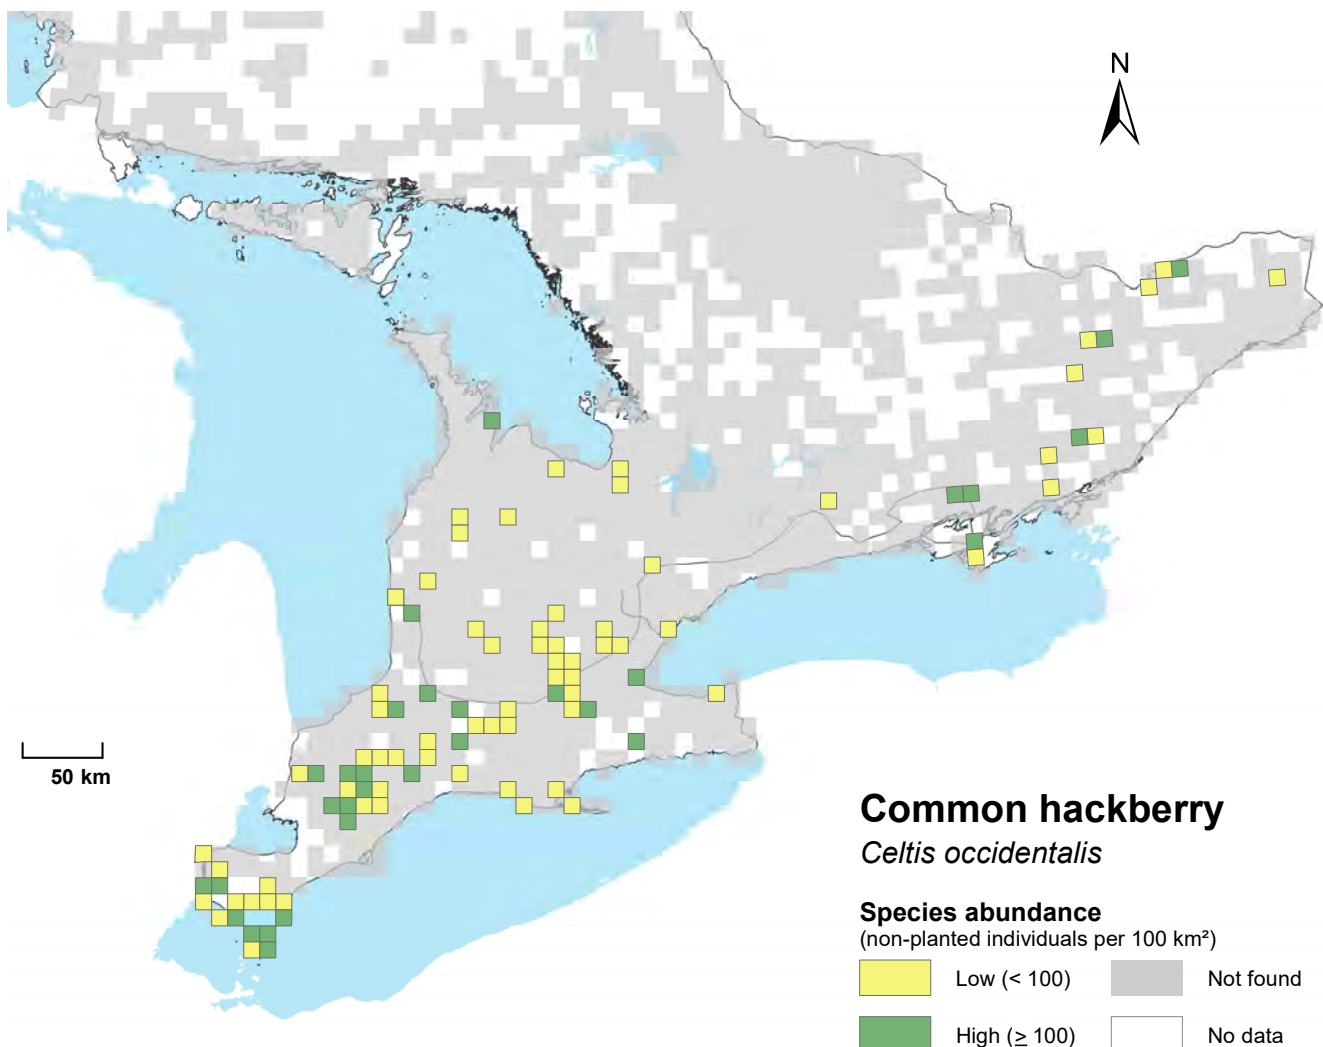 N
50 km
Common hackberry
Celtis occidentalis
Species abundance
(non-planted individuals per 100 km²)
Low (< 100)
Not found
High (≥ 100)
No data